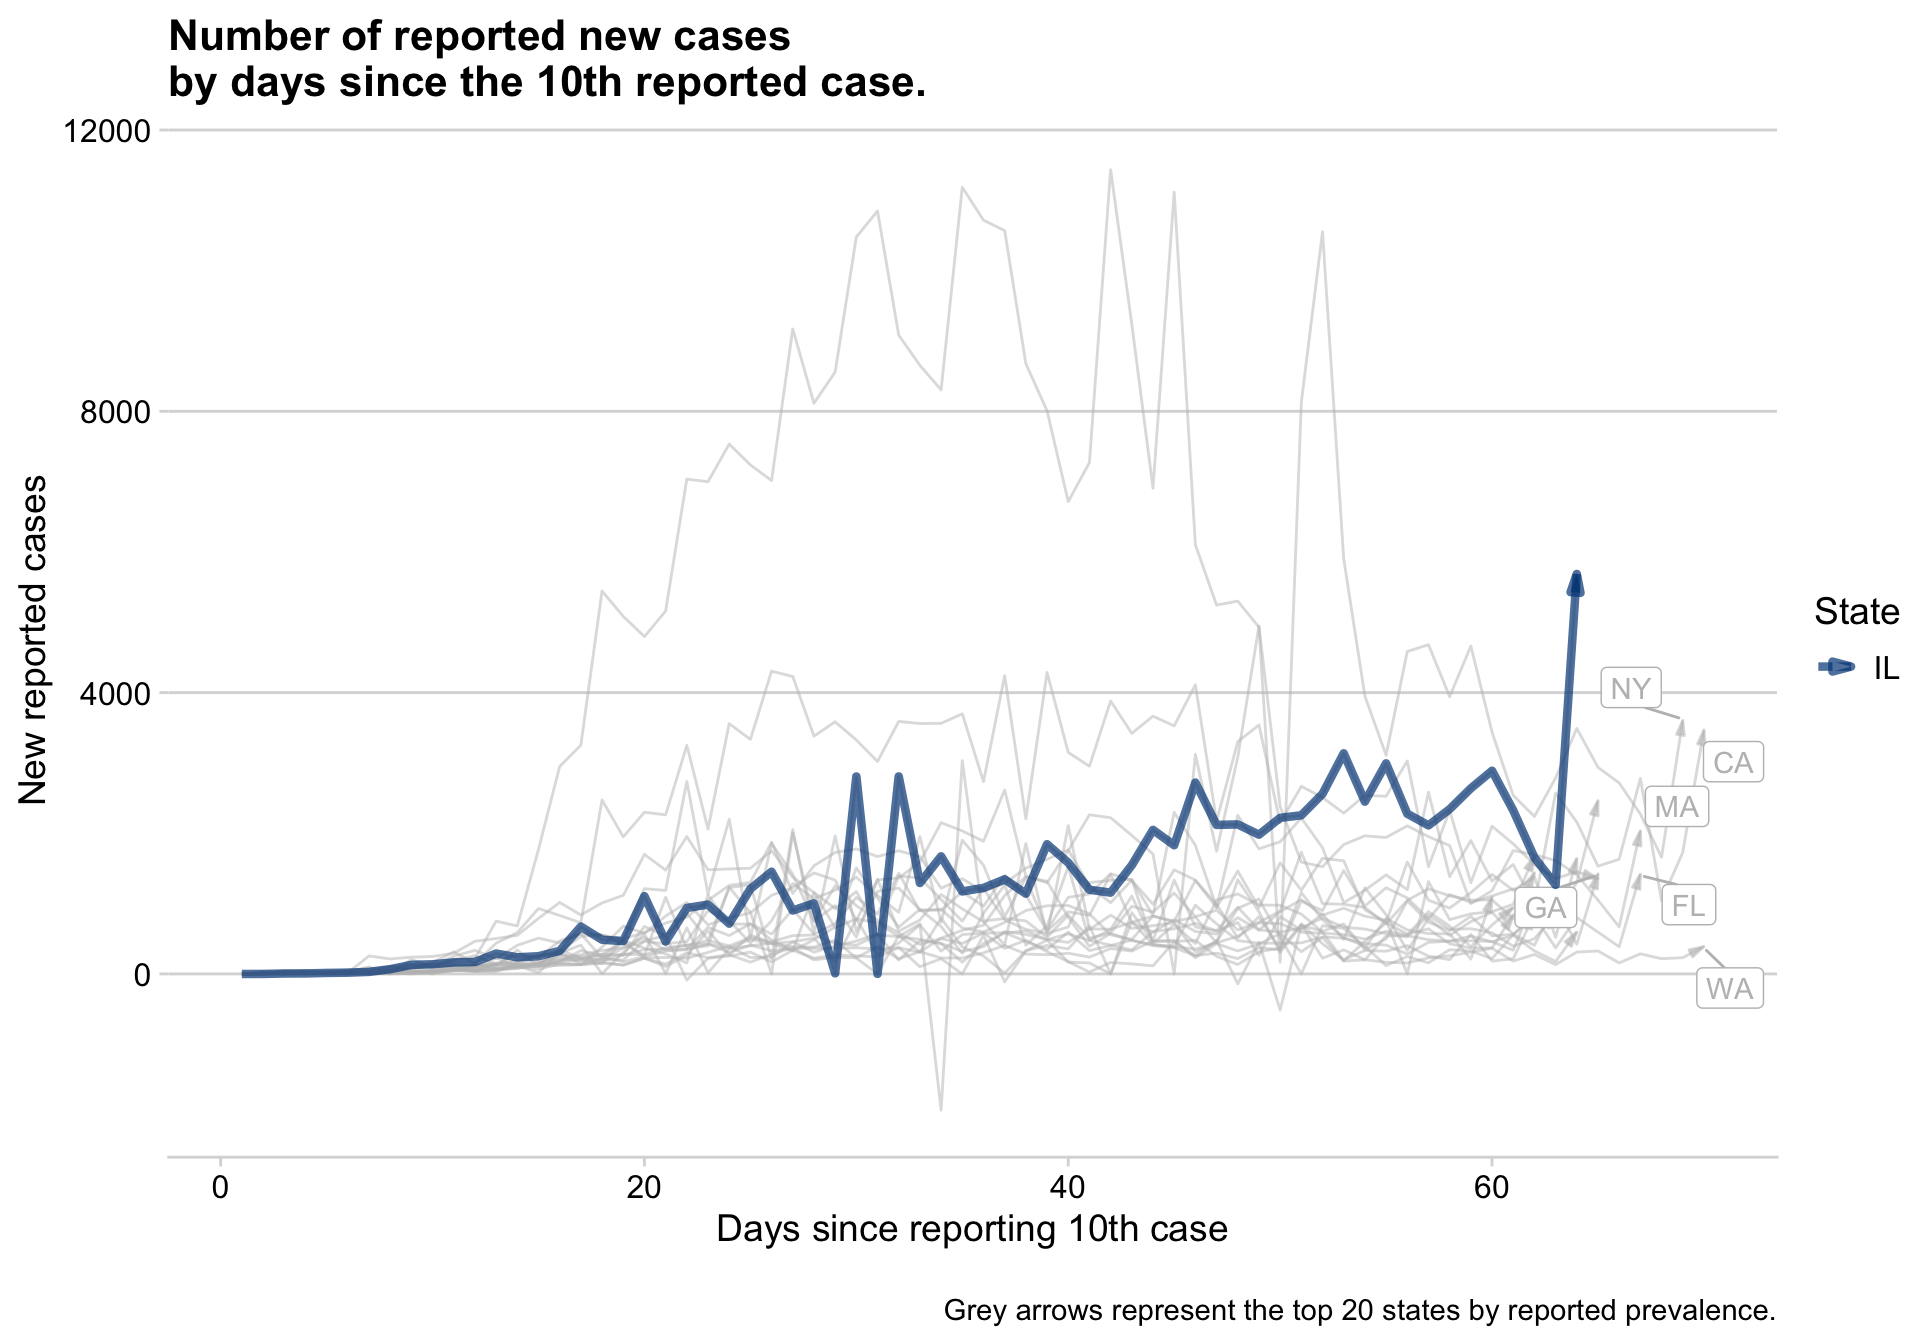 Number of reported new cases
by days since the 10th reported case.
12000
8000
4000
0
New reported cases
0
20
40
60
Days since reporting 10th case
NY
CA
MA
GA
FL
WA
State
IL
Grey arrows represent the top 20 states by reported prevalence.